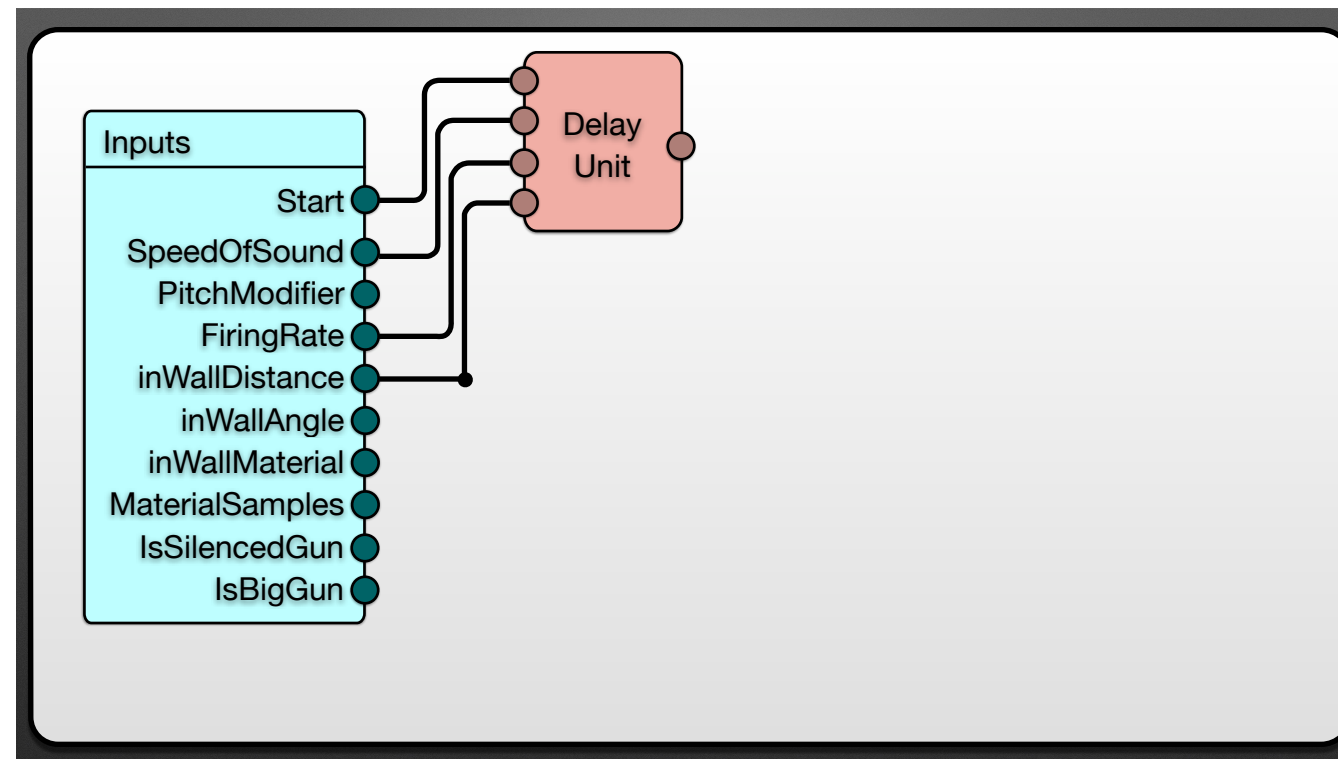 Inputs
Start
SpeedOfSound
PitchModifier
FiringRate
inWallDistance
inWallAngle
inWallMaterial
MaterialSamples
IsSilencedGun
IsBigGun
Delay
Unit